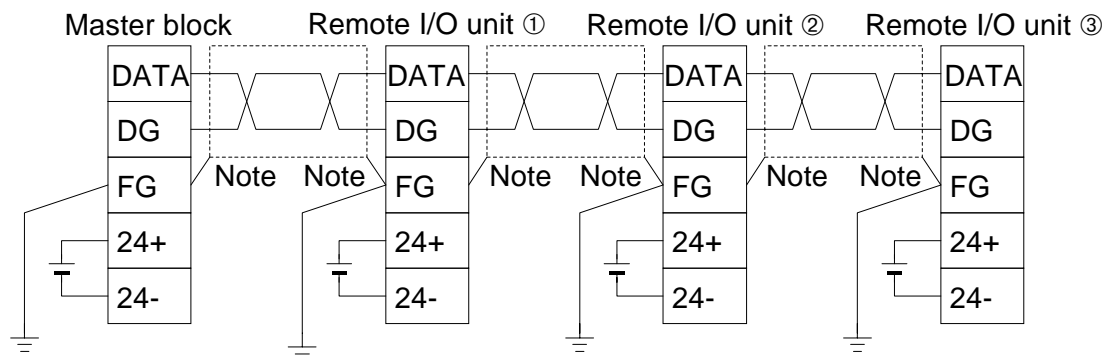 Master block Remote I/O unit ① Remote I/O unit ② Remote I/O unit ③
DATA DATA DATA DATA
DG DG DG DG
FG Note Note FG Note Note FG Note Note FG
24+ 24+ 24+ 24+
24- 24- 24- 24-